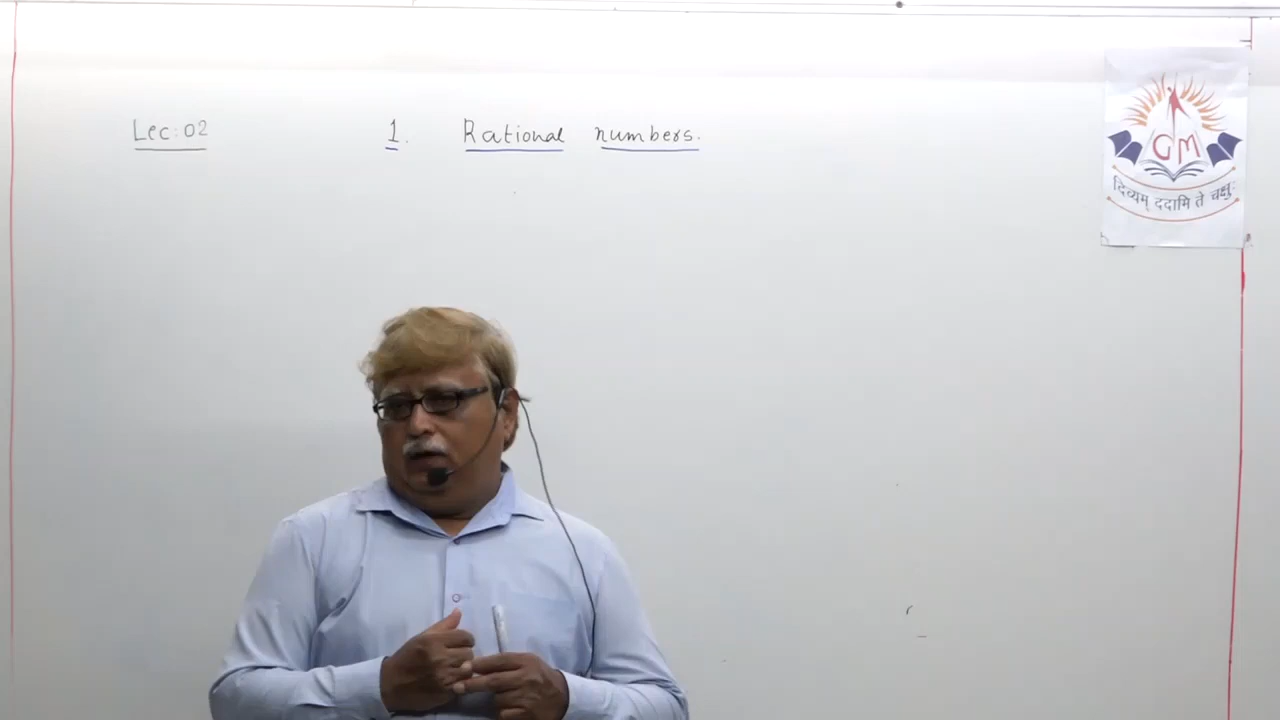 Lec:02 1. Rational numbers.
GM
दिव्यम् ददामि ते चक्षुः